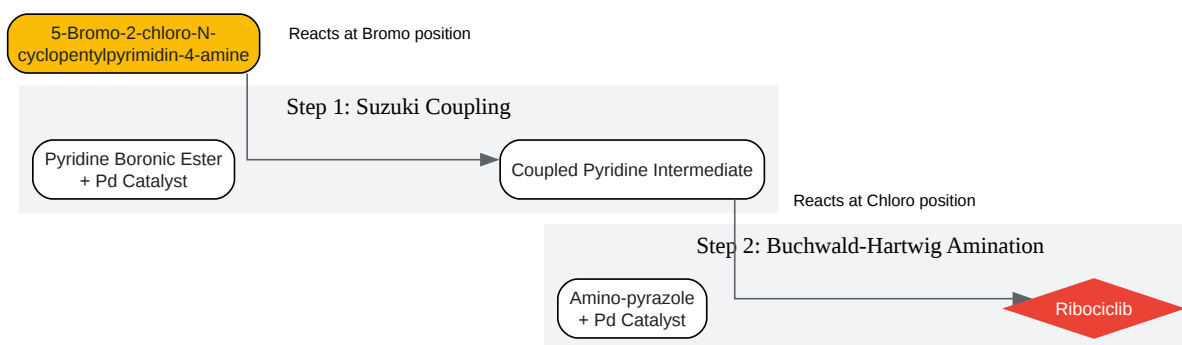 5-Bromo-2-chloro-N-
cyclopentylpyrimidin-4-amine
Reacts at Bromo position
Step 1: Suzuki Coupling
Pyridine Boronic Ester
+ Pd Catalyst
Coupled Pyridine Intermediate
Reacts at Chloro position
Step 2: Buchwald-Hartwig Amination
Amino-pyrazole
+ Pd Catalyst
Ribociclib